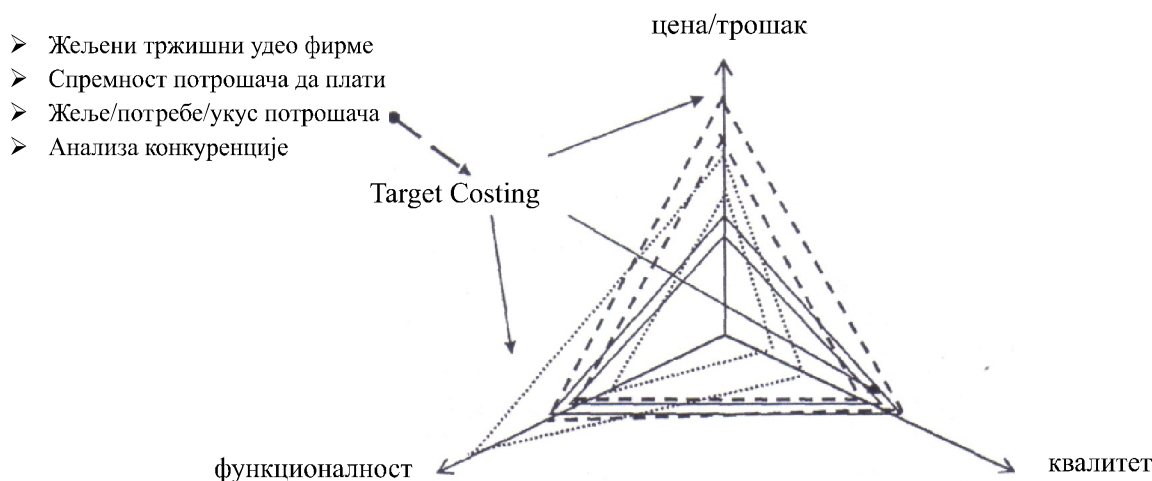 цена/трошак
➢ Жељени тржишни удео фирме
➢ Спремност потрошача да плати
➢ Жеље/потребе/укус потрошача
➢ Анализа конкуренције
Target Costing
функционалност
квалитет